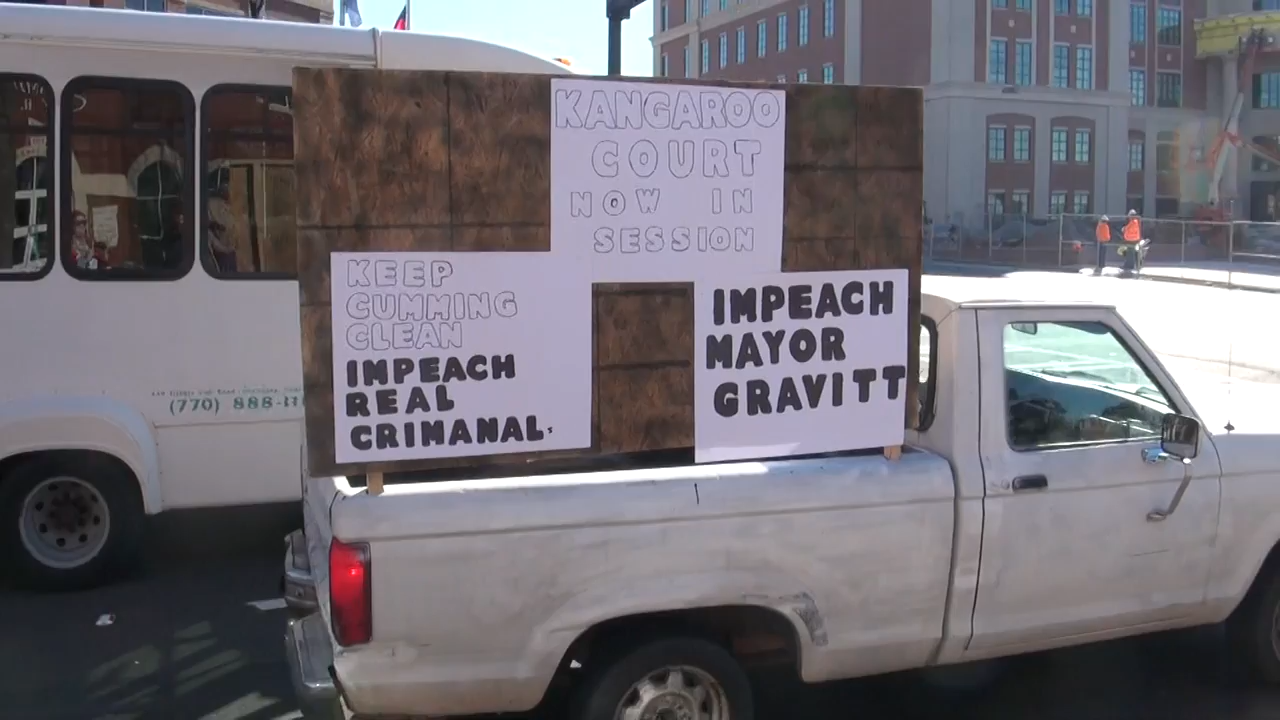 KANGAROO
COURT
NOW IN
SESSION
KEEP
CUMMING
CLEAN
IMPEACH
REAL
CRIMANAL.
IMPEACH
MAYOR
GRAVITT
(770) 888-